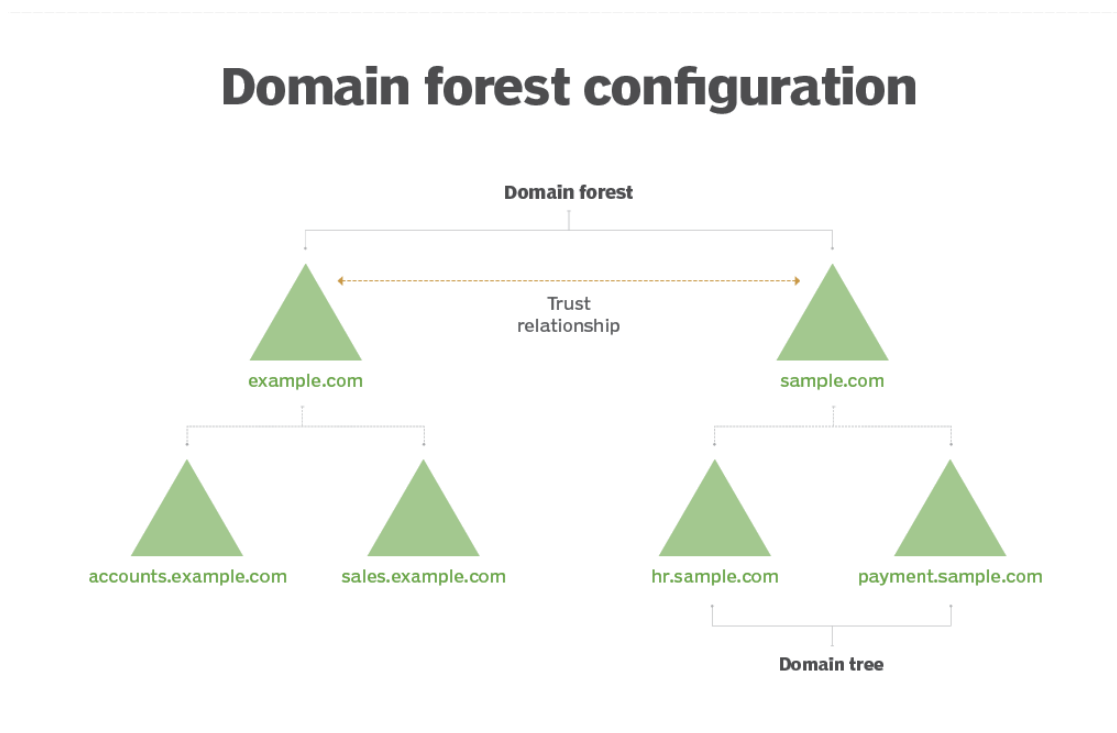 Domain forest configuration
Domain forest
Trust
relationship
example.com
sample.com
accounts.example.com
sales.example.com
hr.sample.com
payment.sample.com
Domain tree